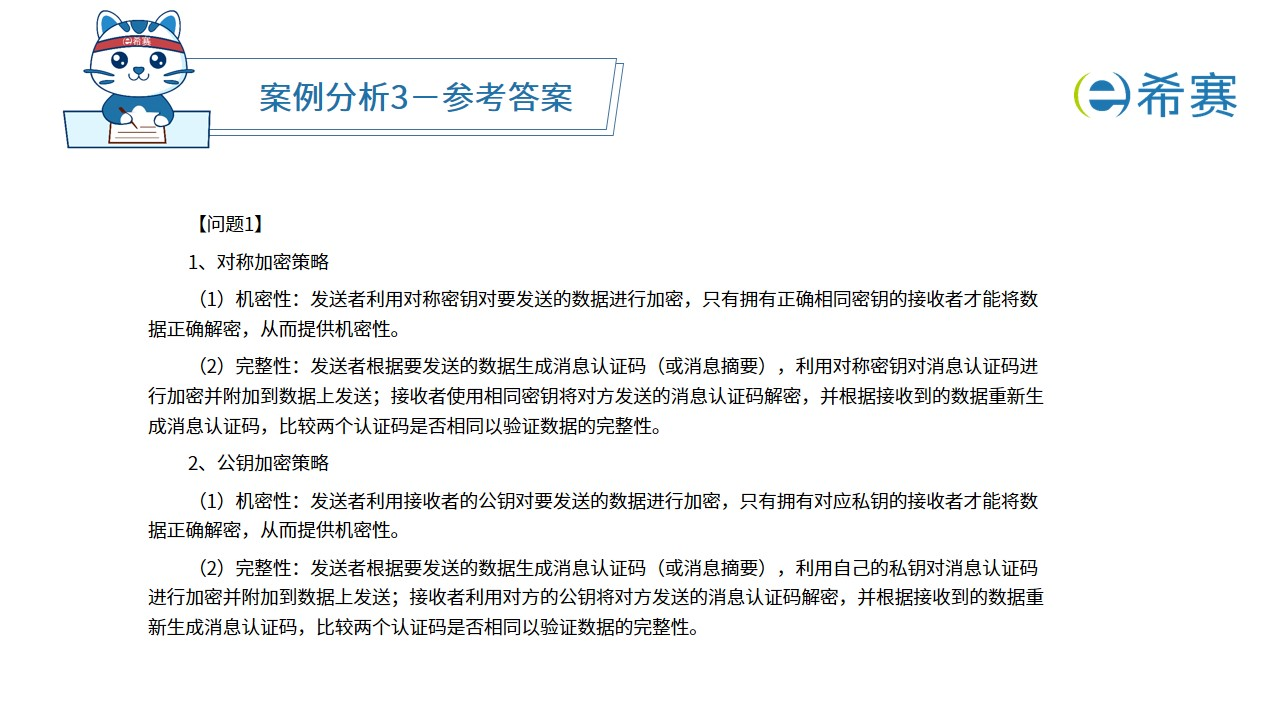 希赛
案例分析3－参考答案
希赛
【问题1】
1、对称加密策略
（1）机密性：发送者利用对称密钥对要发送的数据进行加密，只有拥有正确相同密钥的接收者才能将数
据正确解密，从而提供机密性。
（2）完整性：发送者根据要发送的数据生成消息认证码（或消息摘要），利用对称密钥对消息认证码进
行加密并附加到数据上发送；接收者使用相同密钥将对方发送的消息认证码解密，并根据接收到的数据重新生
成消息认证码，比较两个认证码是否相同以验证数据的完整性。
2、公钥加密策略
（1）机密性：发送者利用接收者的公钥对要发送的数据进行加密，只有拥有对应私钥的接收者才能将数
据正确解密，从而提供机密性。
（2）完整性：发送者根据要发送的数据生成消息认证码（或消息摘要），利用自己的私钥对消息认证码
进行加密并附加到数据上发送；接收者利用对方的公钥将对方发送的消息认证码解密，并根据接收到的数据重
新生成消息认证码，比较两个认证码是否相同以验证数据的完整性。